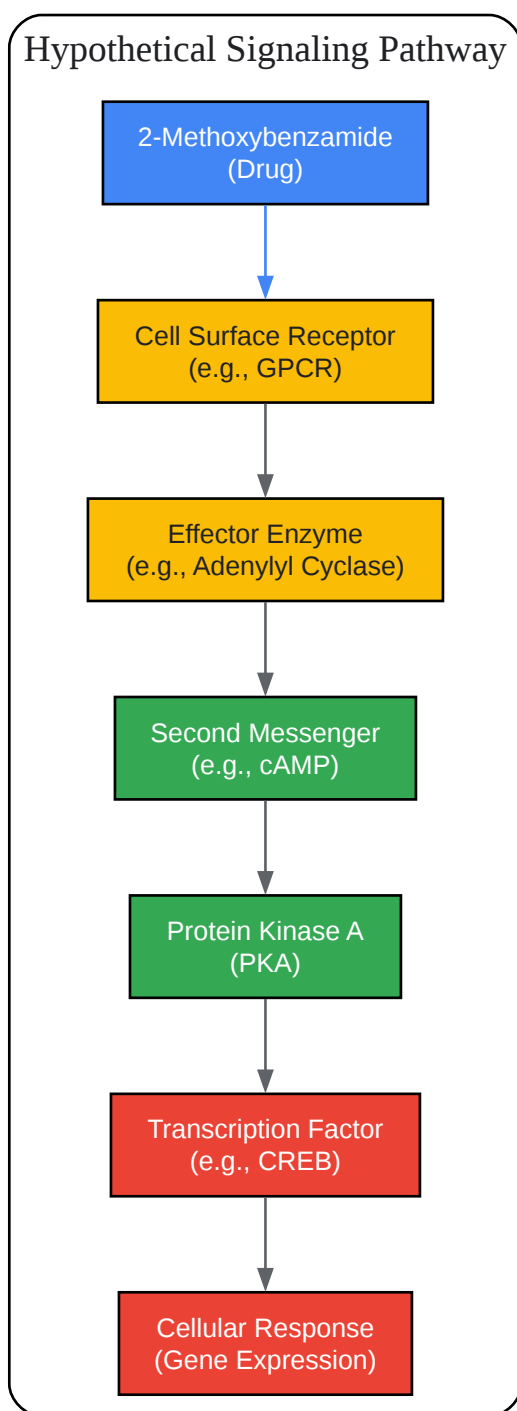 Hypothetical Signaling Pathway
2-Methoxybenzamide
(Drug)
Cell Surface Receptor
(e.g., GPCR)
Effector Enzyme
(e.g., Adenylyl Cyclase)
Second Messenger
(e.g., cAMP)
Protein Kinase A
(PKA)
Transcription Factor
(e.g., CREB)
Cellular Response
(Gene Expression)